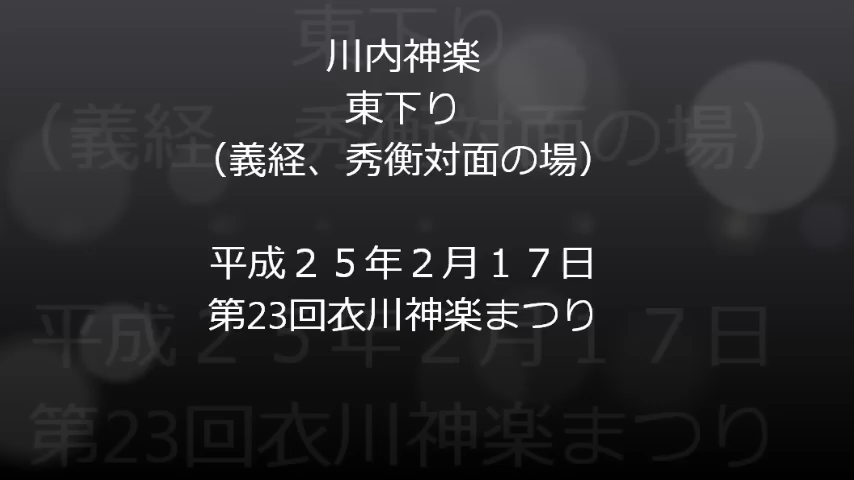 川内神楽
東下り
（義経、秀衡対面の場）
平成２５年２月１７日
第23回衣川神楽まつり